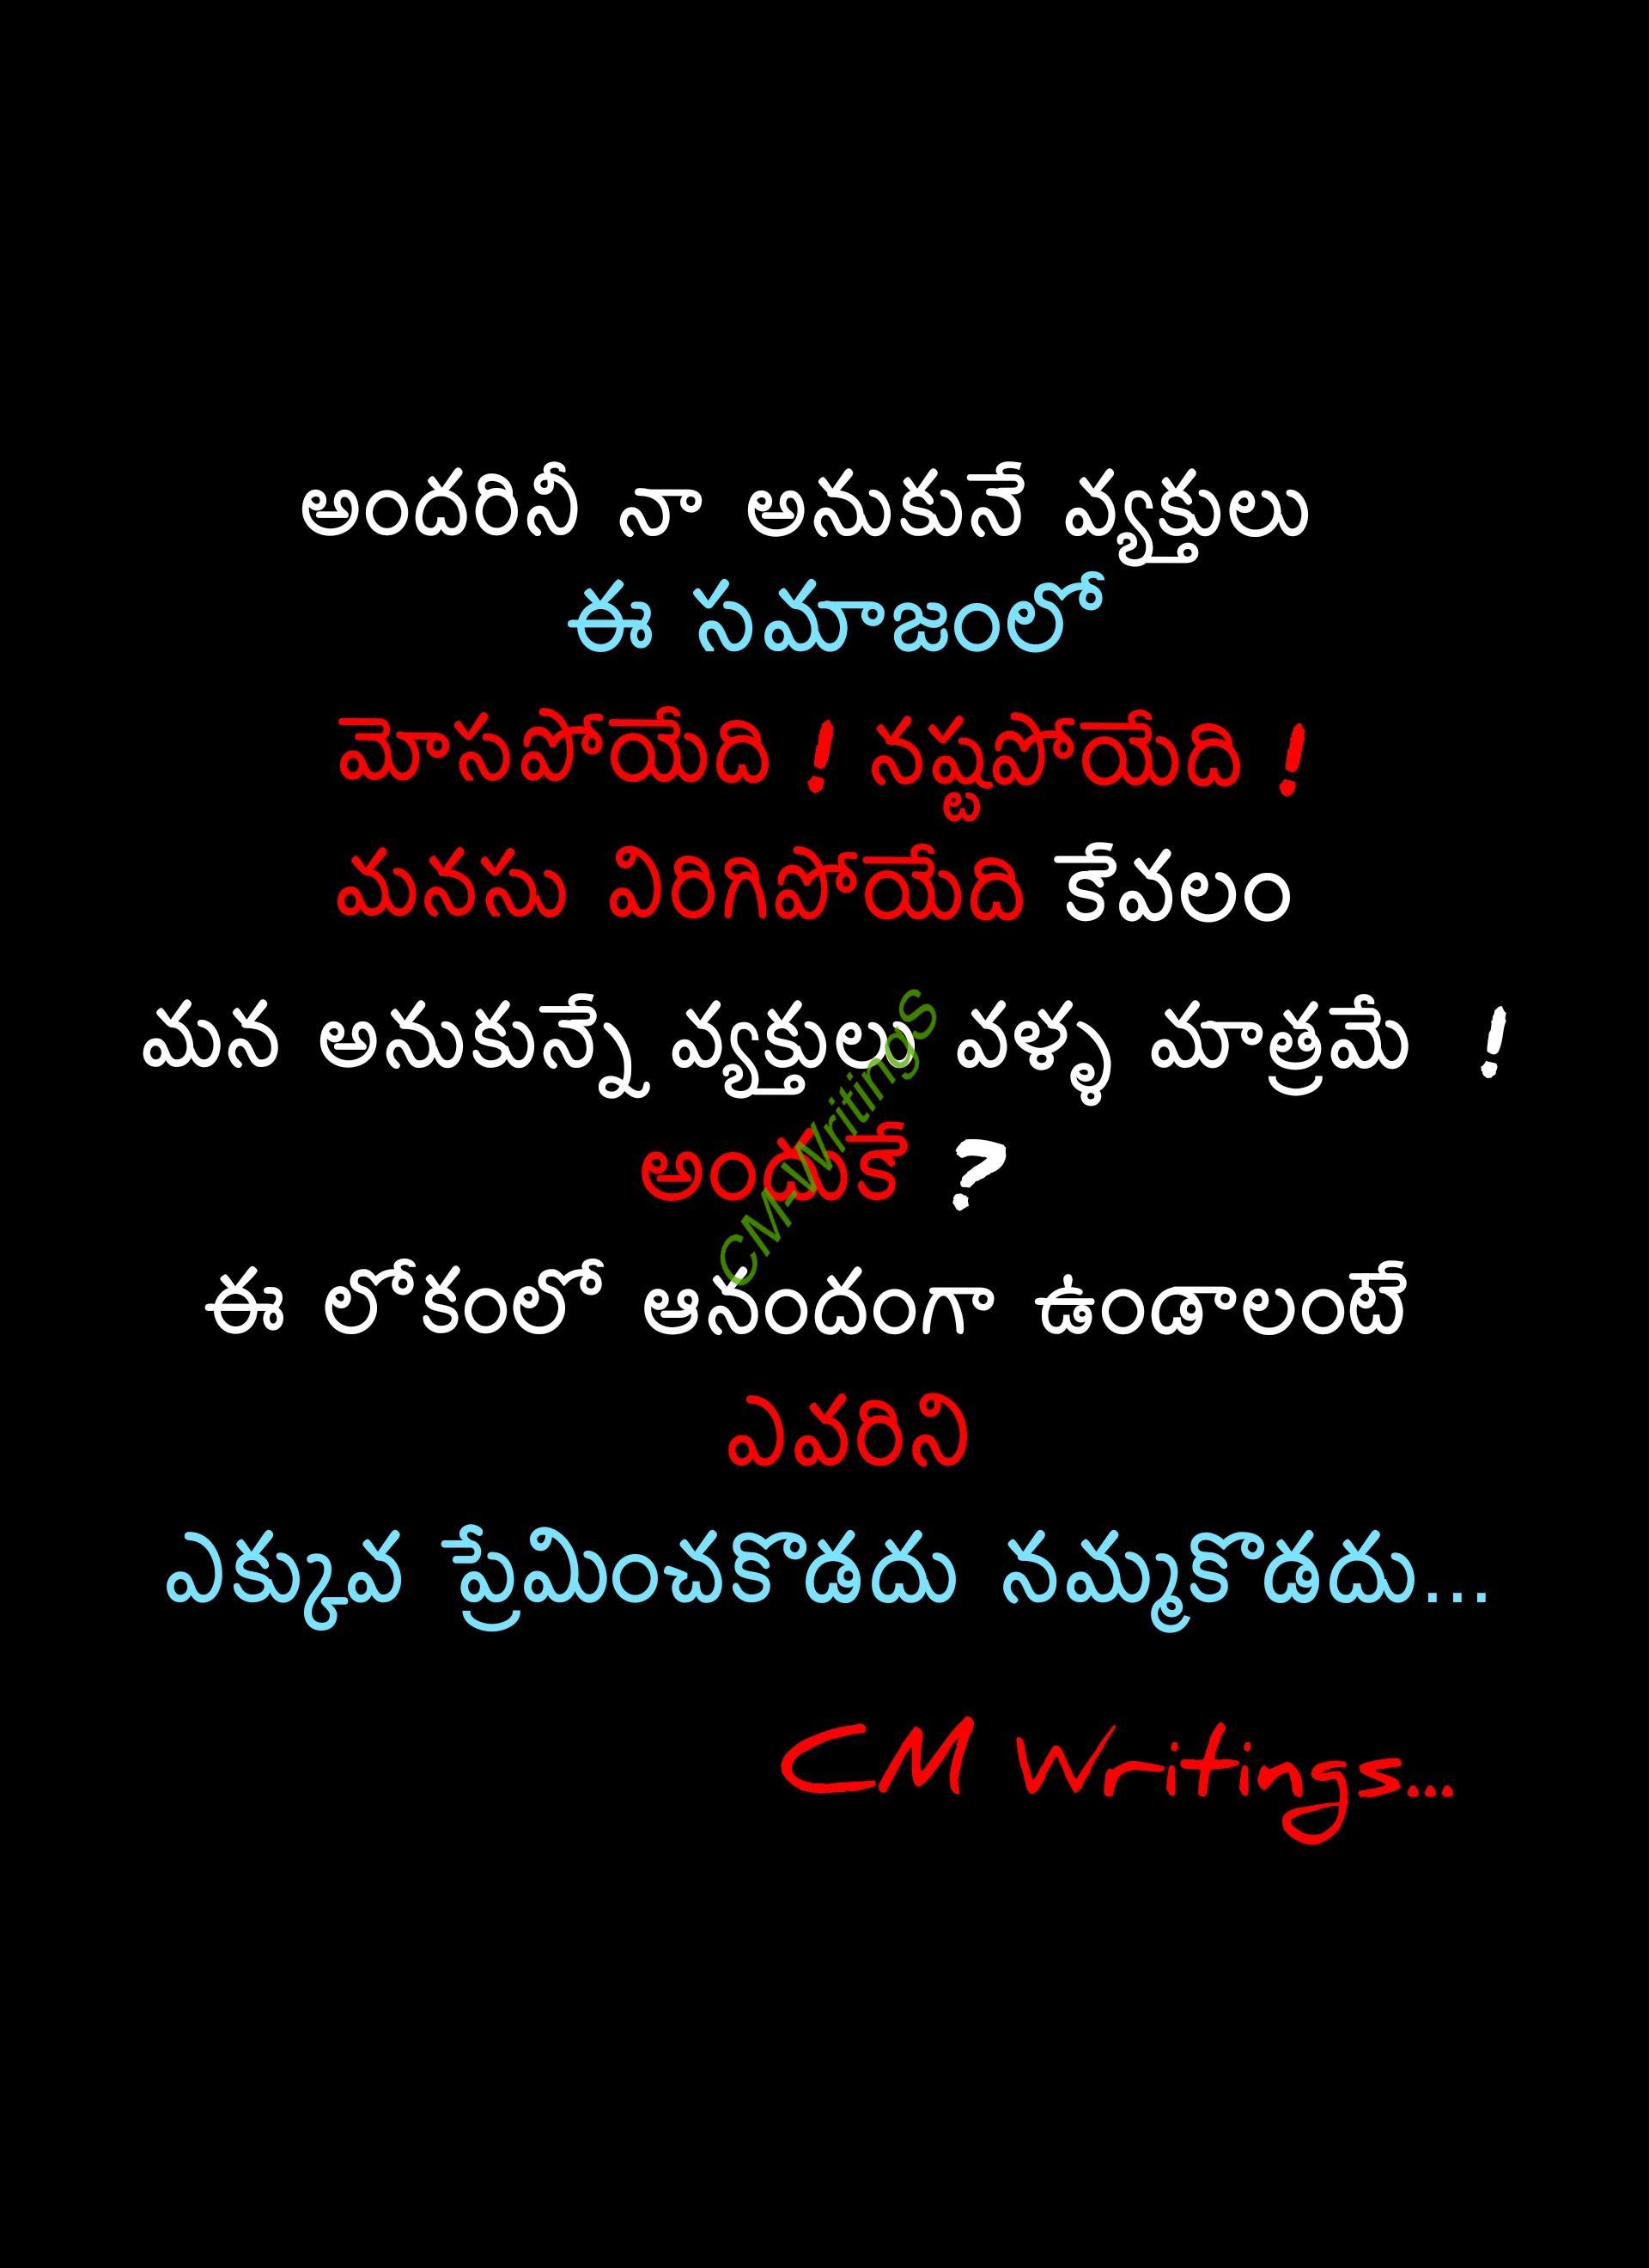 అందరినీ నా అనుకునే వ్యక్తులు
ఈ సమాజంలో
మోసపోయేది ! నష్టపోయేది !
మనసు విరిగిపోయేది కేవలం
మన అనుకున్నే వ్యక్తులు వళ్ళు మాత్రమే !
అందుకే ?
ఈ లోకంలో ఆనందంగా ఉండాలంటే
ఎవరిని
ఎక్కువ ప్రేమించకొడదు నమ్మకొడదు...
CM Writings...
CM-Writings